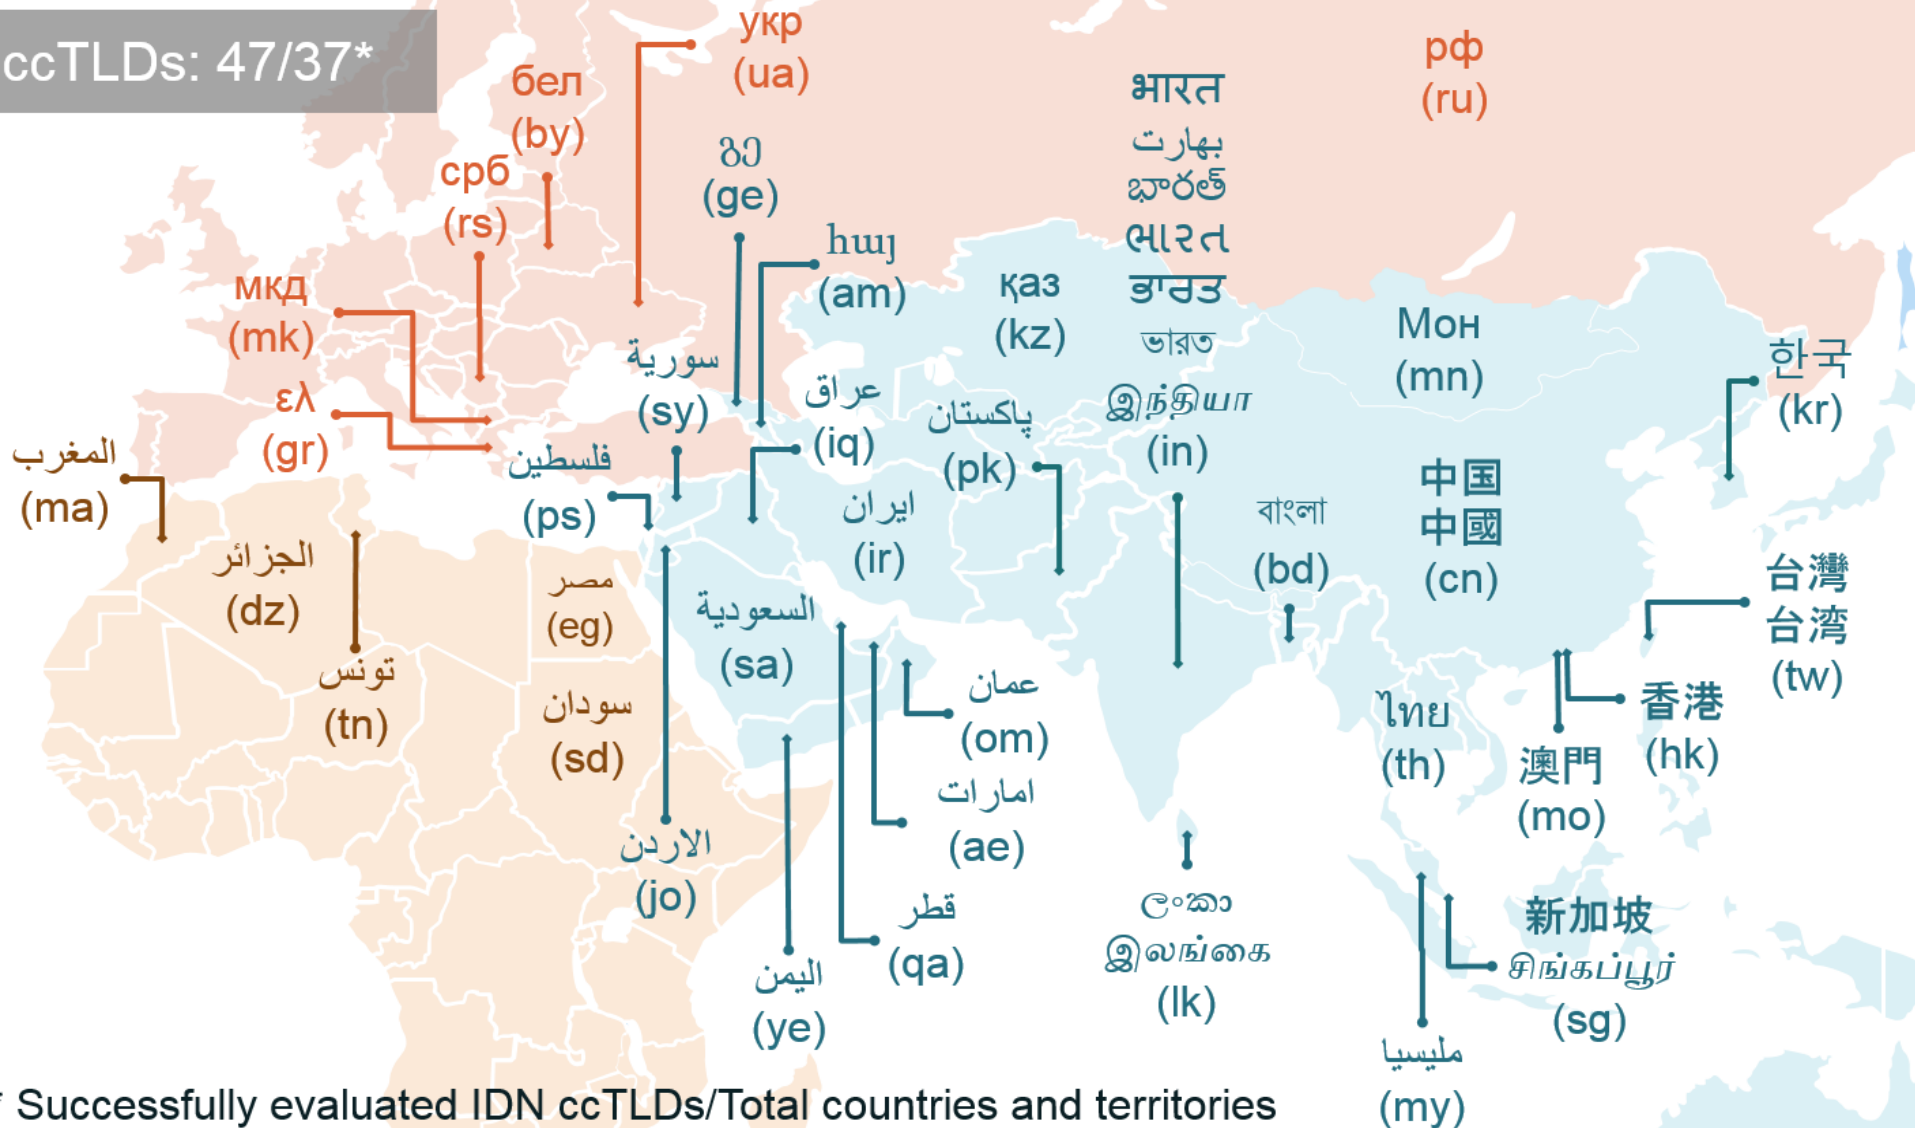 ccTLDs: 47/37*
укр
(ua)
рф
(ru)
бел
(by)
срб
(rs)
мкд
(mk)
ελ
(gr)
გე
(ge)
հայ
(am)
қаз
(kz)
भारत
بھارت
భారత్
ભારત
ਭਾਰਤ
ভারত
இந்தியா
(in)
Мон
(mn)
한국
(kr)
سورية
(sy)
عراق
(iq)
پاکستان
(pk)
المغرب
(ma)
فلسطين
(ps)
ایران
(ir)
বাংলা
(bd)
中国
中國
(cn)
台灣
台湾
(tw)
الجزائر
(dz)
مصر
(eg)
السعودية
(sa)
تونس
(tn)
سودان
(sd)
عمان
(om)
ไทย
(th)
香港
(hk)
澳門
(mo)
امارات
(ae)
الاردن
(jo)
قطر
(qa)
اليمن
(ye)
ලංකා
இலங்கை
(lk)
新加坡
சிங்கப்பூர்
(sg)
مليسيا
(my)
* Successfully evaluated IDN ccTLDs/Total countries and territories